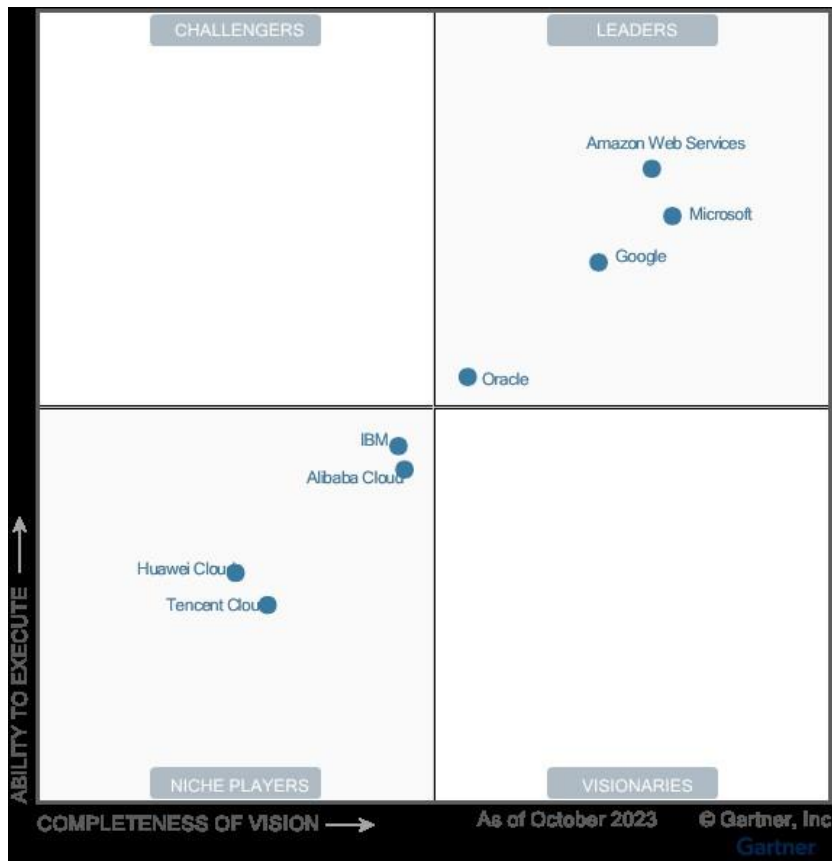 CHALLENGERS
LEADERS
Amazon Web Services
Microsoft
Google
Oracle
IBM
Alibaba Cloud
Huawei Cloud
Tencent Cloud
ABILITY TO EXECUTE
NICHE PLAYERS
VISIONARIES
COMPLETENESS OF VISION
As of October 2023
© Gartner, Inc
Gartner